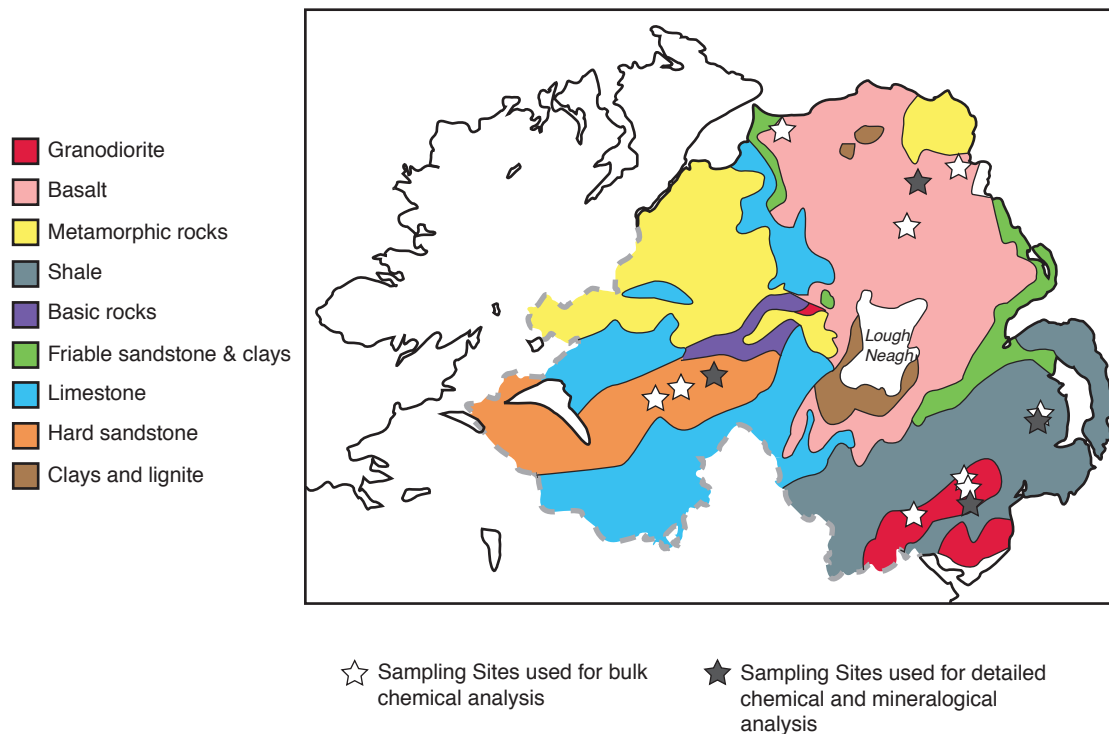 Granodiorite
Basalt
Metamorphic rocks
Shale
Basic rocks
Friable sandstone & clays
Limestone
Hard sandstone
Clays and lignite
Lough
Neagh
Sampling Sites used for bulk
chemical analysis
Sampling Sites used for detailed
chemical and mineralogical
analysis